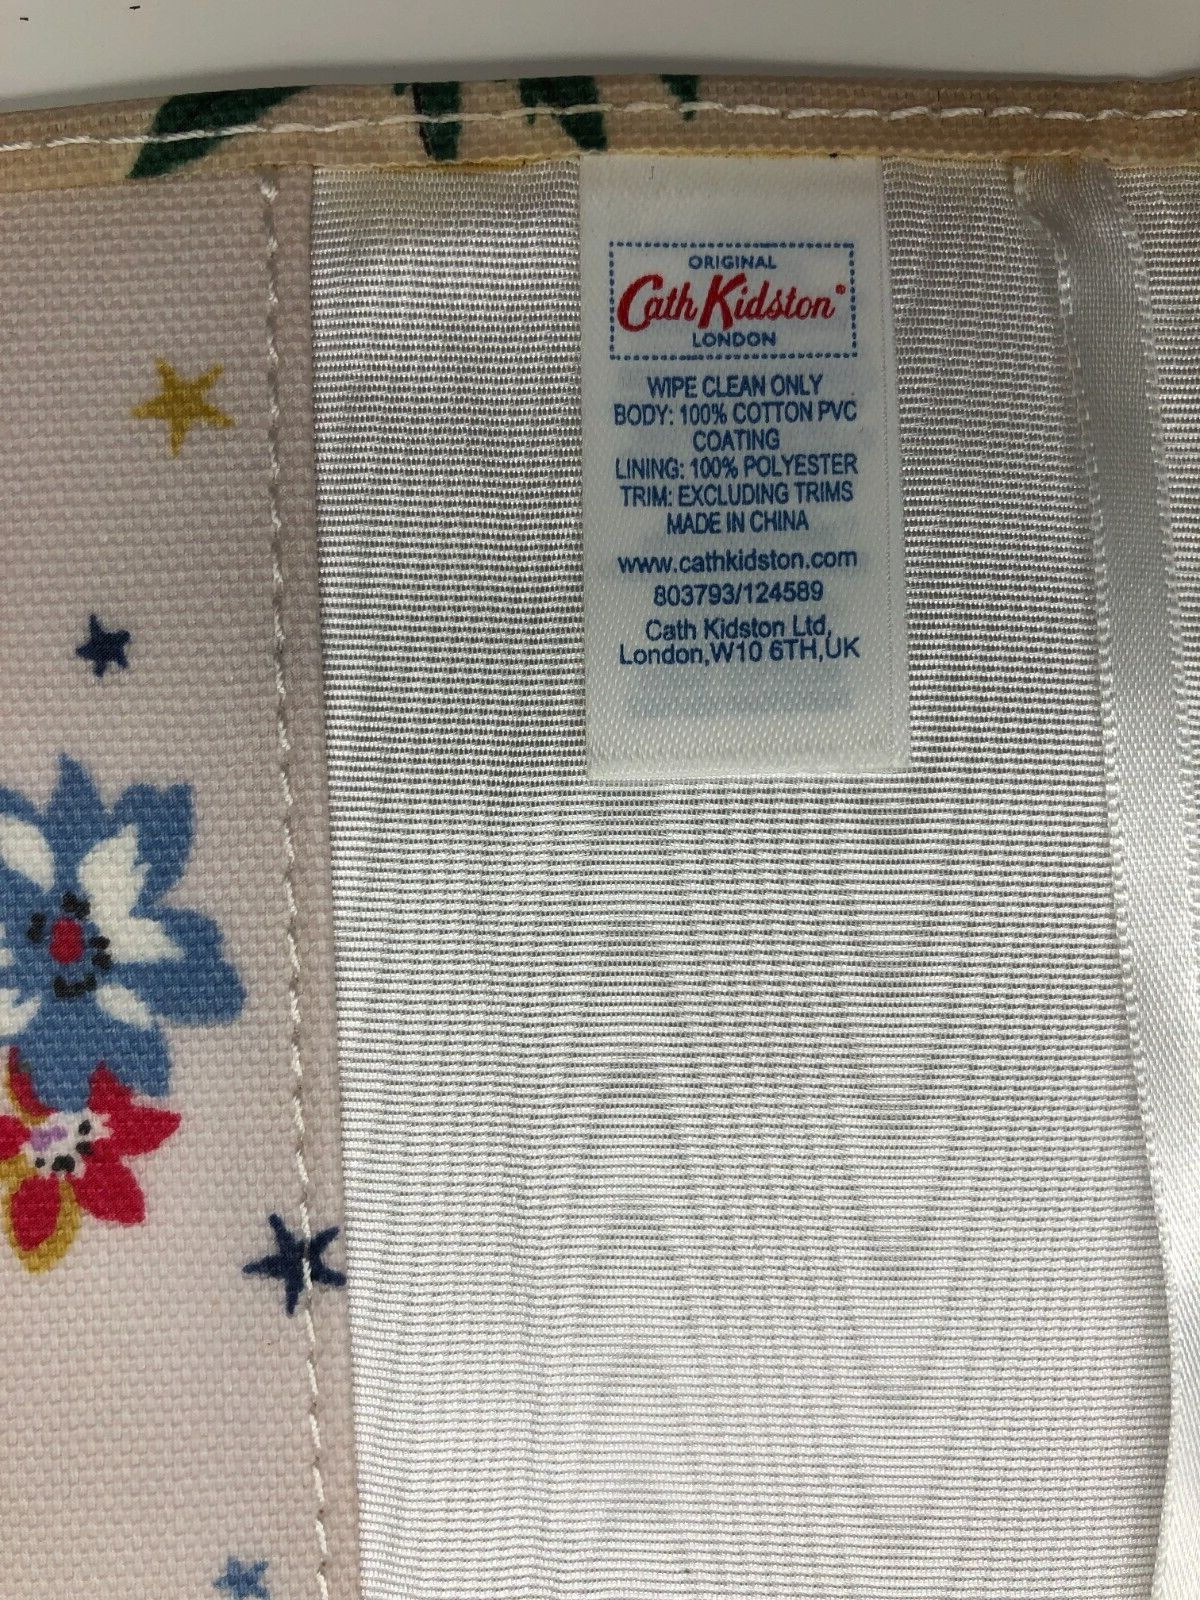 ORIGINAL
Cath Kidston®
LONDON
WIPE CLEAN ONLY
BODY: 100% COTTON PVC
COATING
LINING: 100% POLYESTER
TRIM: EXCLUDING TRIMS
MADE IN CHINA
www.cathkidston.com
803793/124589
Cath Kidston Ltd,
London,W10 6TH,UK